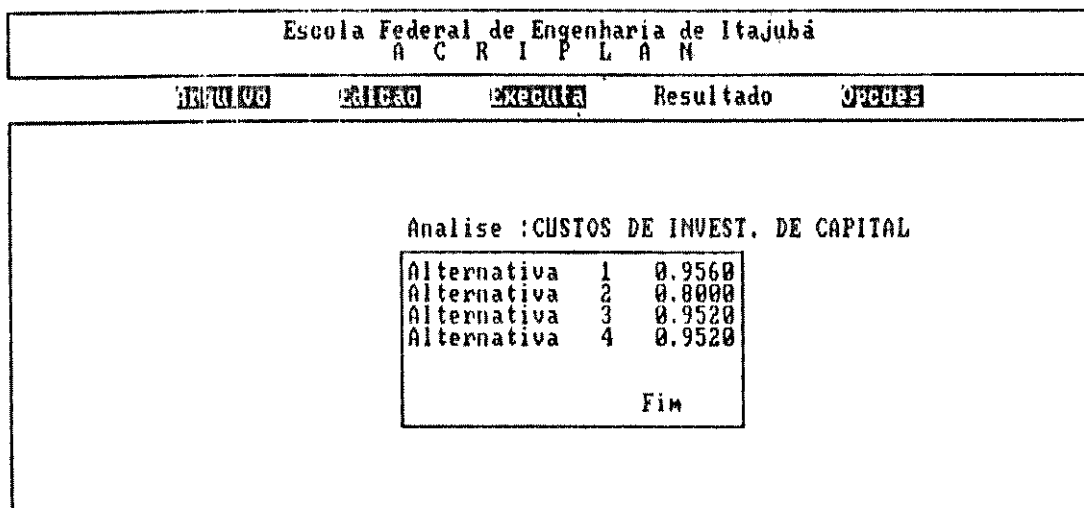 Escola Federal de Engenharia de Itajubá
A C R I P L A N
Arquivo Edicao Executa Resultado Opcoes
Analise :CUSTOS DE INVEST. DE CAPITAL
Alternativa 1 0.9560
Alternativa 2 0.8000
Alternativa 3 0.9520
Alternativa 4 0.9520
Fim